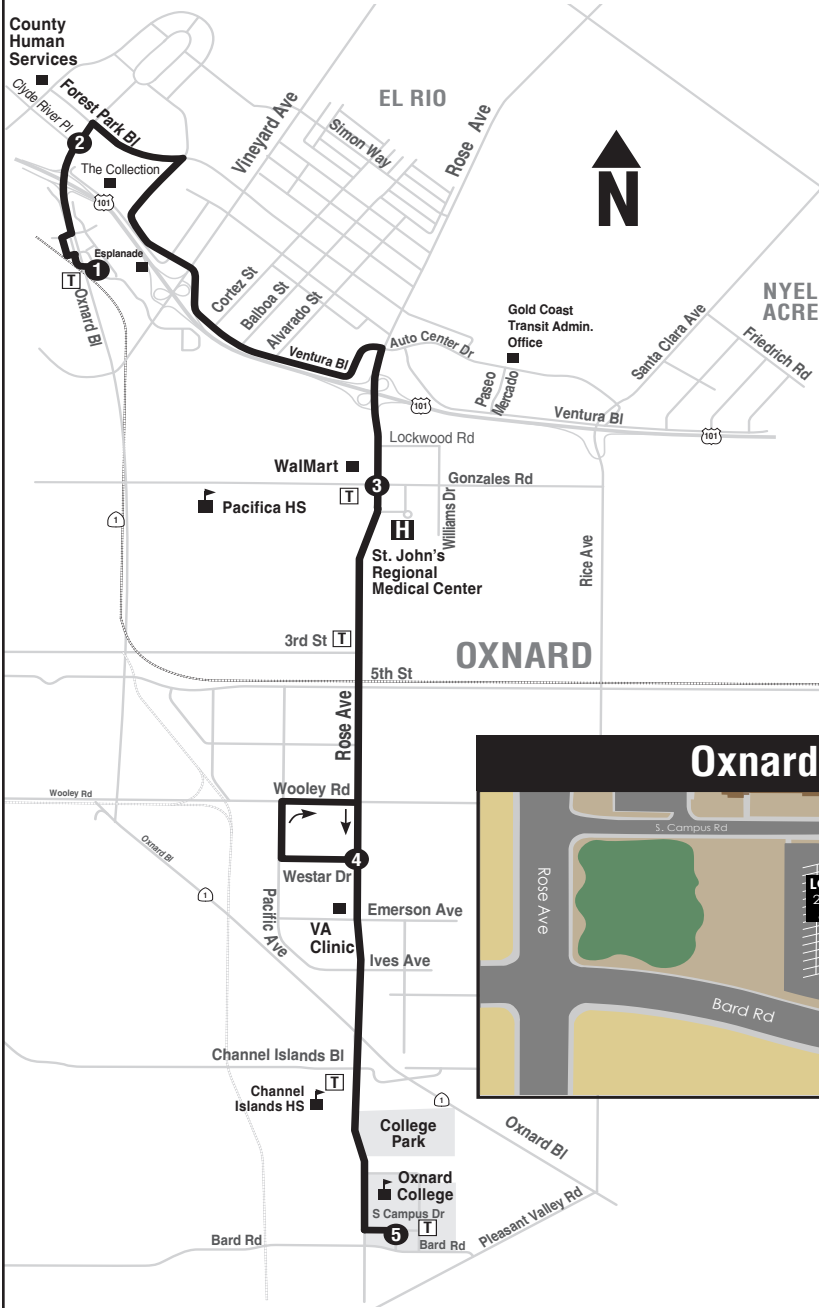 County
Human
Services
Clyde River Pl
Forest Park Bl
2
The Collection
101
Esplanade
1
T
Oxnard Bl
Vineyard Ave
EL RIO
Simon Way
Rose Ave
N
Cortez St
Balboa St
Alvarado St
Ventura Bl
Auto Center Dr
Gold Coast
Transit Admin.
Office
Paseo
Mercado
Santa Clara Ave
NYEL
ACRE
Friedrich Rd
101
Ventura Bl
101
Lockwood Rd
WalMart
3
Gonzales Rd
T
Pacifica HS
1
Williams Dr
H
St. John's
Regional
Medical Center
Rice Ave
3rd St T
OXNARD
5th St
Rose Ave
Wooley Rd
Wooley Rd
4
Westar Dr
Oxnard Bl
1
Pacific Ave
VA
Clinic
Emerson Ave
Ives Ave
Channel Islands Bl
T
Channel
Islands HS
1
College
Park
Oxnard Bl
Oxnard
College
S Campus Dr
T
5
Bard Rd
Bard Rd
Pleasant Valley Rd
Oxnard
S. Campus Rd
Rose Ave
Bard Rd